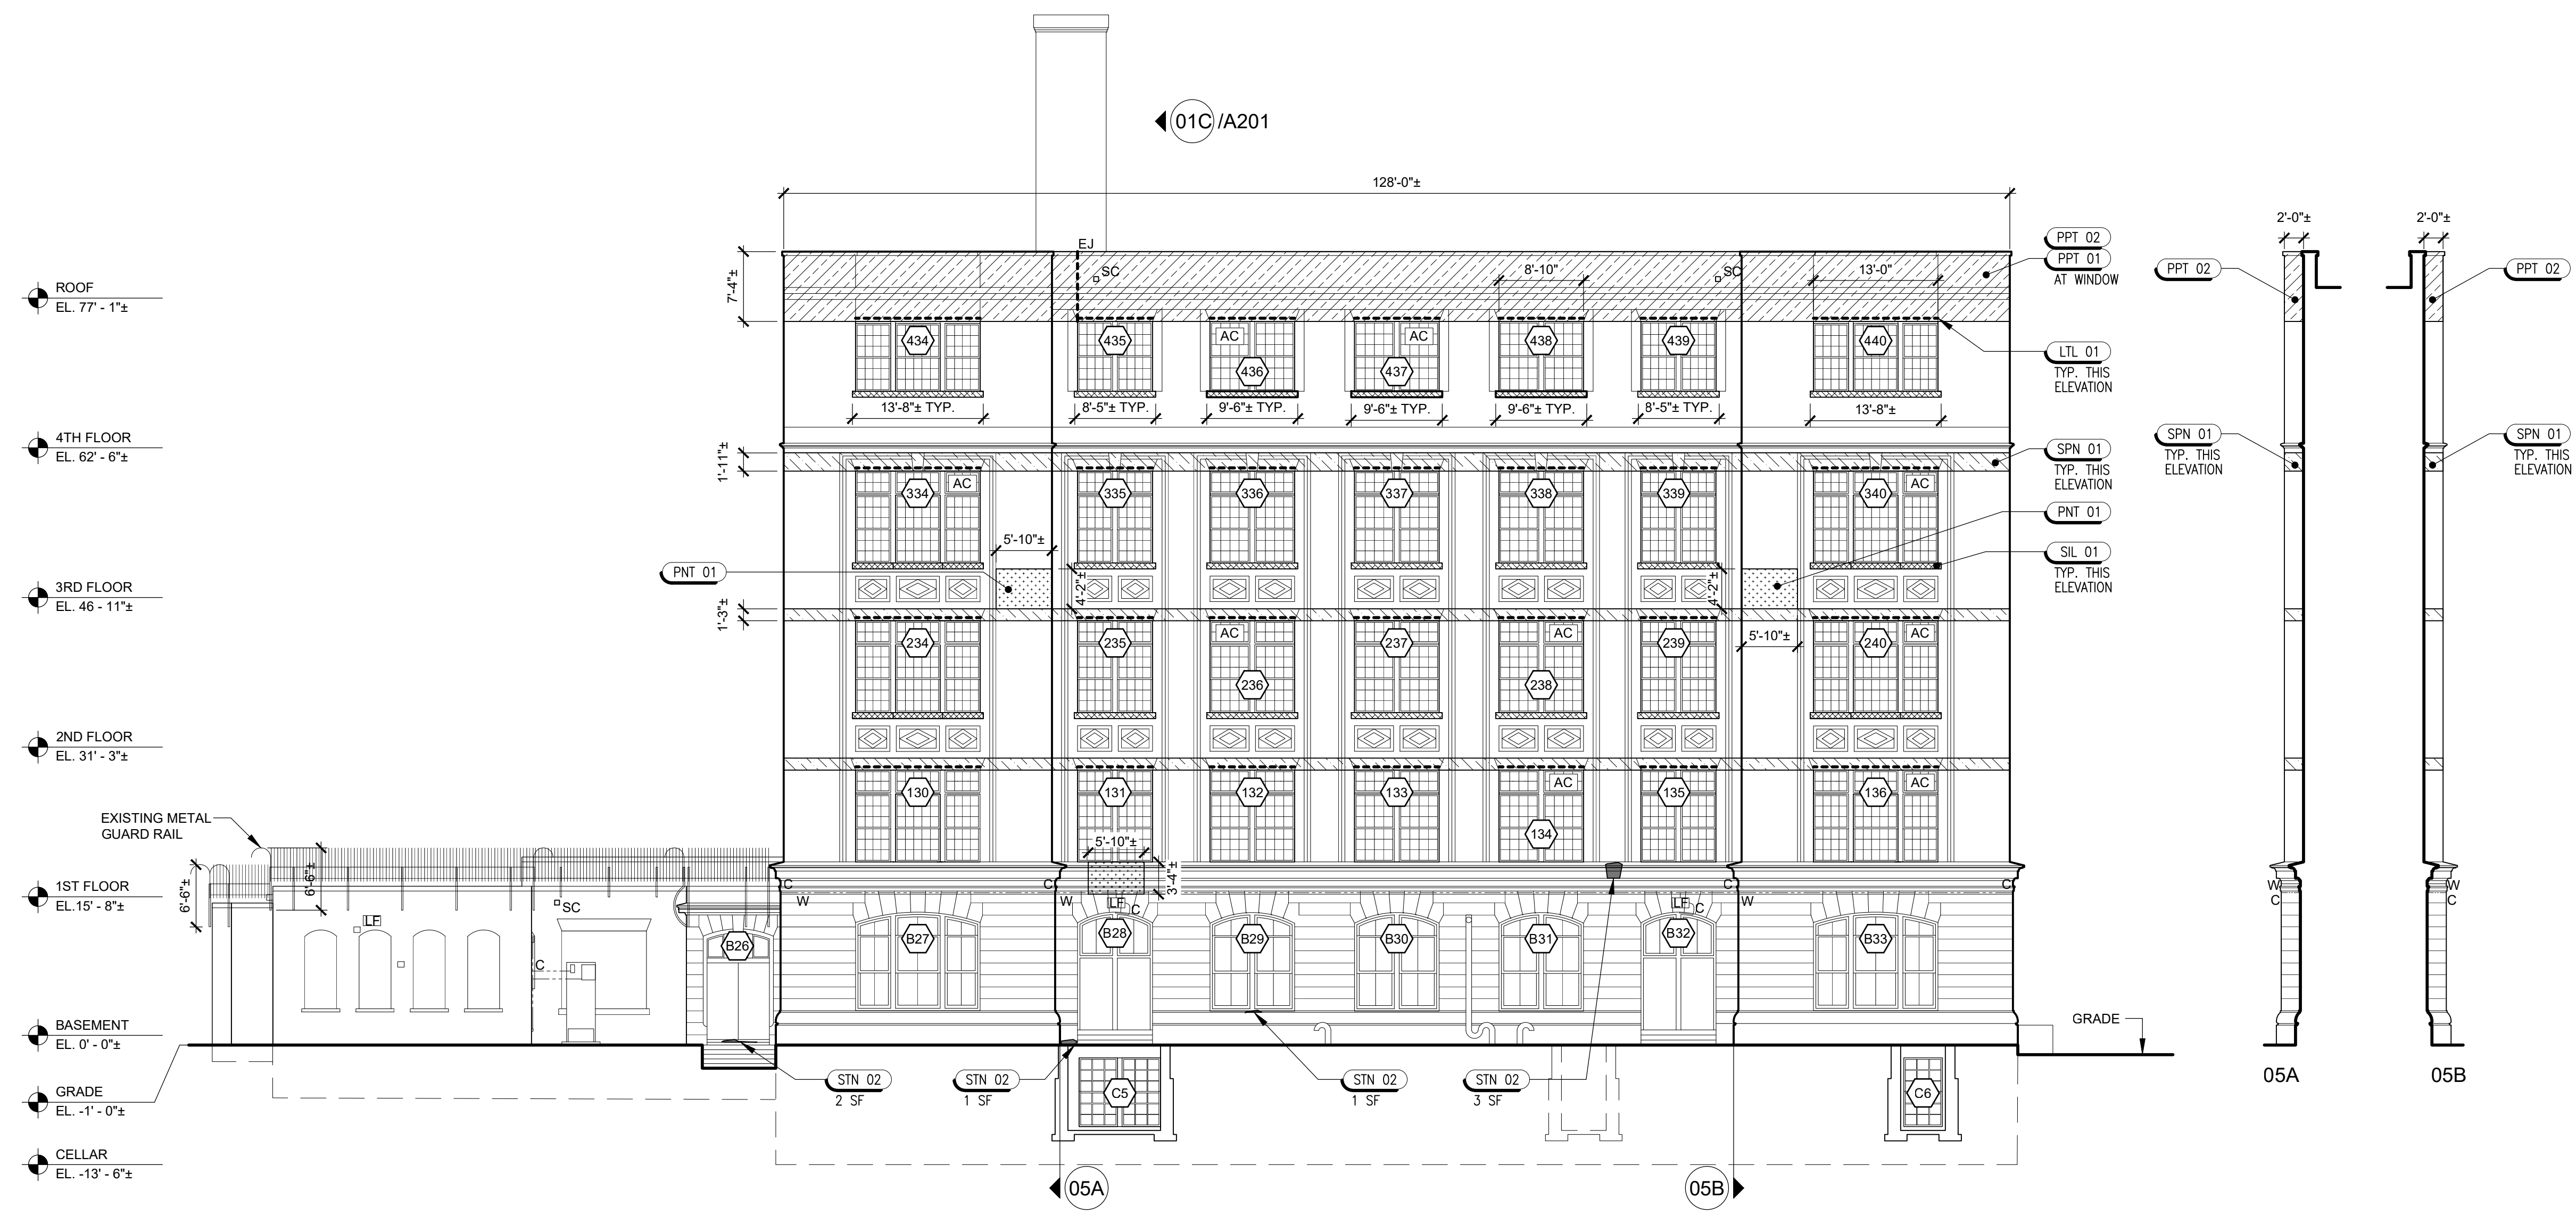 01C /A201
128'-0"±
2'-0"±
2'-0"±
ROOF
EL. 77' - 1"±
7'-4"±
EJ
SC
8'-10"
SC
13'-0"
PPT 02
PPT 01
AT WINDOW
PPT 02
PPT 02
434
435
AC
436
AC
437
438
439
440
LTL 01
TYP. THIS
ELEVATION
13'-8"± TYP.
8'-5"± TYP.
9'-6"± TYP.
9'-6"± TYP.
9'-6"± TYP.
8'-5"± TYP.
13'-8"±
4TH FLOOR
EL. 62' - 6"±
1'-11"±
SPN 01
TYP. THIS
ELEVATION
SPN 01
TYP. THIS
ELEVATION
SPN 01
TYP. THIS
ELEVATION
334
AC
335
336
337
338
339
340
AC
PNT 01
5'-10"±
PNT 01
4'-2"±
4'-2"±
SIL 01
TYP. THIS
ELEVATION
3RD FLOOR
EL. 46 - 11"±
1'-3"±
234
235
AC
236
237
AC
238
239
5'-10"±
240
AC
2ND FLOOR
EL. 31' - 3"±
130
131
132
133
AC
134
135
136
AC
EXISTING METAL
GUARD RAIL
5'-10"±
3'-4"±
6'-6"±
6'-6"±
1ST FLOOR
EL.15' - 8"±
C
C
C
C
W
C
W
C
SC
W
W
LF
C
LF
C
W
LF
B26
B27
B28
B29
B30
C
B31
B32
B33
C
BASEMENT
EL. 0' - 0"±
GRADE
GRADE
EL. -1' - 0"±
STN 02
2 SF
STN 02
1 SF
STN 02
1 SF
STN 02
3 SF
C5
C6
05A
05B
CELLAR
EL. -13' - 6"±
05A
05B